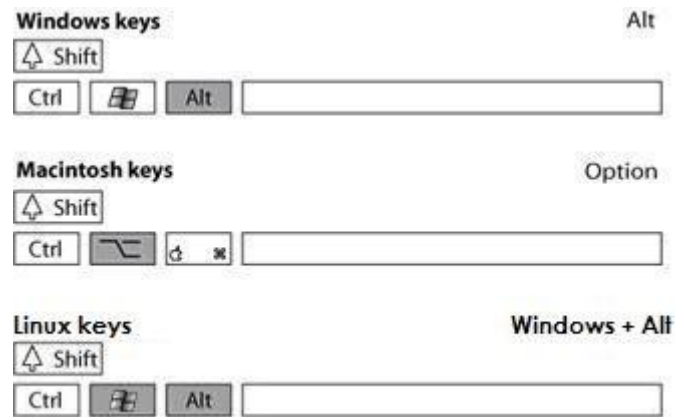 Windows keys Alt
Shift
Ctrl Alt
Macintosh keys Option
Shift
Ctrl ⌥ ⌘
Linux keys Windows + Alt
Shift
Ctrl Alt